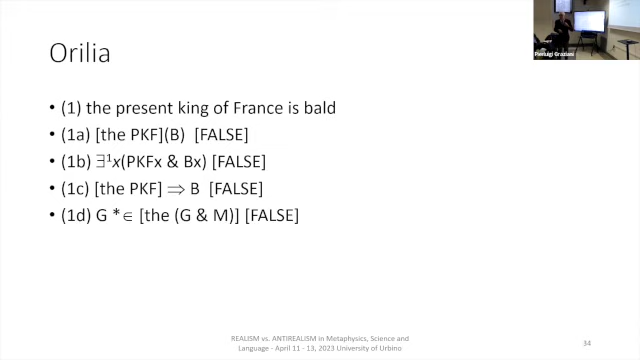 Pierluigi Graziani
Orilia
• (1) the present king of France is bald
• (1a) [the PKF](B) [FALSE]
• (1b) ∃¹x(PKFx & Bx) [FALSE]
• (1c) [the PKF] ⟹ B [FALSE]
• (1d) G *∈ [the (G & M)] [FALSE]
REALISM vs. ANTIREALISM in Metaphysics, Science and
Language - April 11 - 13, 2023 University of Urbino
34